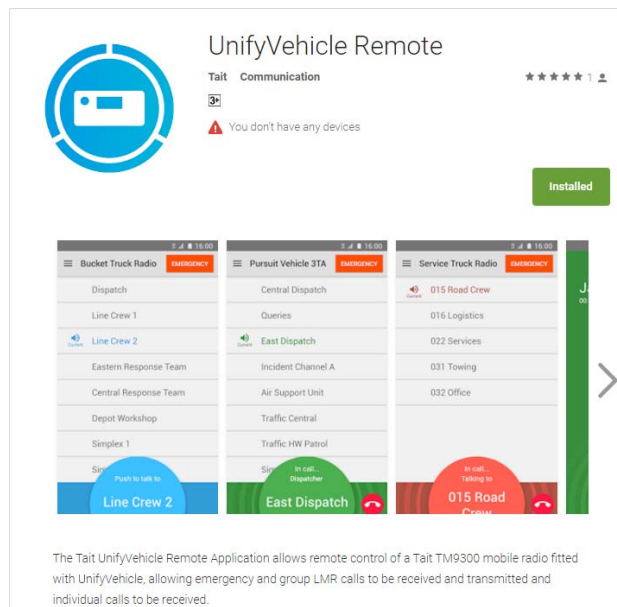 UnifyVehicle Remote
Tait Communication
1
3+
You don't have any devices
Installed
16:00
Bucket Truck Radio EMERGENCY
Dispatch
Line Crew 1
Current Line Crew 2
Eastern Response Team
Central Response Team
Depot Workshop
Simplex 1
Push to talk to
Line Crew 2
16:00
Pursuit Vehicle 3TA EMERGENCY
Central Dispatch
Queries
Current East Dispatch
Incident Channel A
Air Support Unit
Traffic Central
Traffic HW Patrol
In call...
Dispatcher
East Dispatch
16:00
Service Truck Radio EMERGENCY
Current 015 Road Crew
016 Logistics
022 Services
031 Towing
032 Office
In call...
Talking to
015 Road
Crew
The Tait UnifyVehicle Remote Application allows remote control of a Tait TM9300 mobile radio fitted
with UnifyVehicle, allowing emergency and group LMR calls to be received and transmitted and
individual calls to be received.